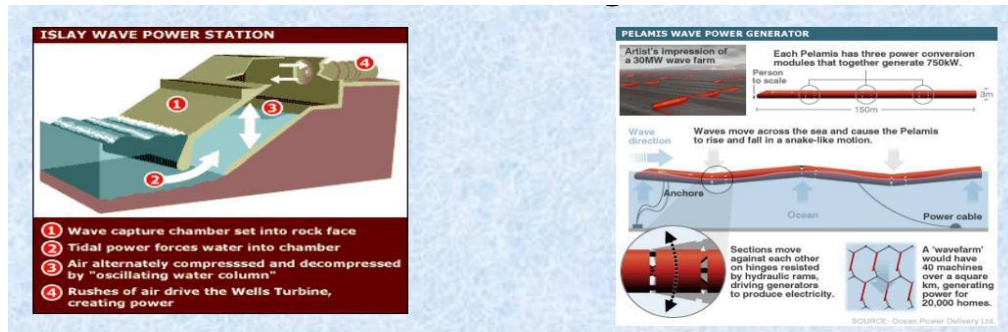 ISLAY WAVE POWER STATION
1
2
3
4
1 Wave capture chamber set into rock face
2 Tidal power forces water into chamber
3 Air alternately compresssed and decompressed
by "oscillating water column"
4 Rushes of air drive the Wells Turbine,
creating power
PELAMIS WAVE POWER GENERATOR
Artist's impression of
a 30MW wave farm
Each Pelamis has three power conversion
modules that together generate 750kW.
Person
to scale
3m
150m
Wave
direction
Waves move across the sea and cause the Pelamis
to rise and fall in a snake-like motion.
Anchors
Ocean
Power cable
Sections move
against each other
on hinges resisted
by hydraulic rams,
driving generators
to produce electricity.
A 'wavefarm'
would have
40 machines
over a square
km, generating
power for
20,000 homes.
SOURCE: Ocean Power Delivery Ltd.